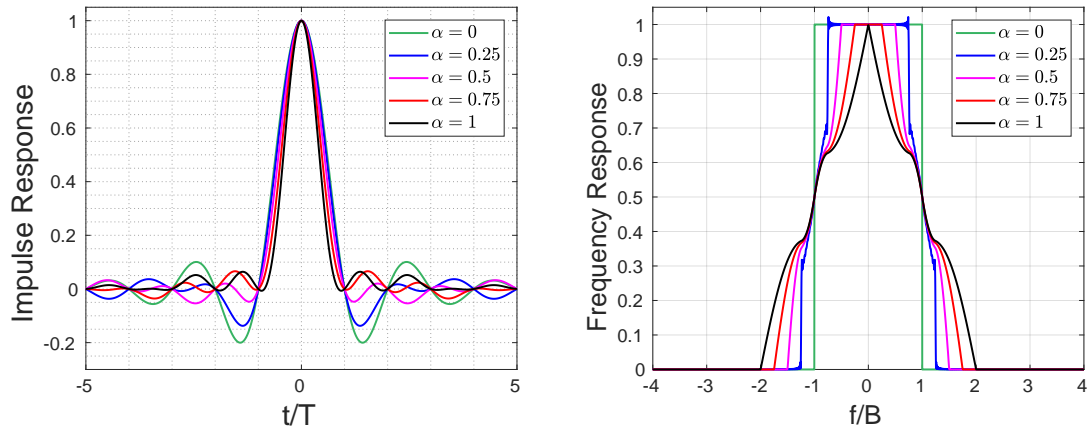 Impulse Response
1
0.8
0.6
0.4
0.2
0
-0.2
-5
0
5
t/T
α = 0
α = 0.25
α = 0.5
α = 0.75
α = 1
Frequency Response
1
0.9
0.8
0.7
0.6
0.5
0.4
0.3
0.2
0.1
0
-4
-3
-2
-1
0
1
2
3
4
f/B
α = 0
α = 0.25
α = 0.5
α = 0.75
α = 1